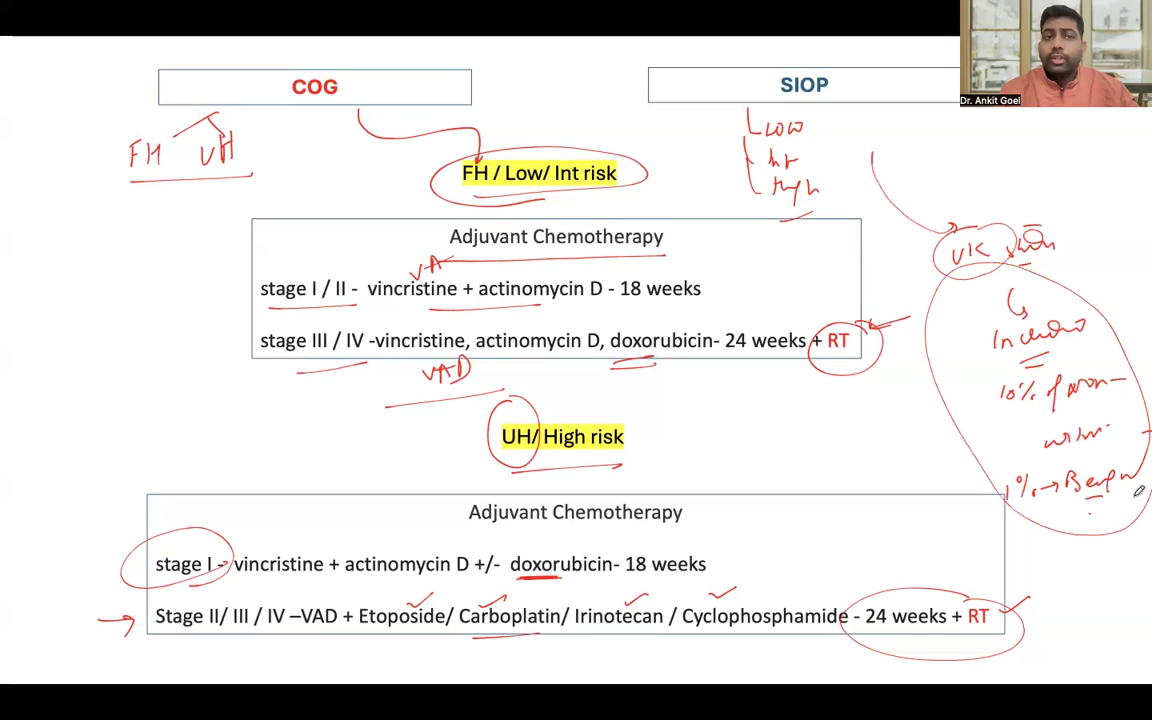 COG
SIOP
Dr. Ankit Goel
FH UH
Low
Int
High
FH / Low/ Int risk
Adjuvant Chemotherapy
VA
stage I / II - vincristine + actinomycin D - 18 weeks
stage III / IV -vincristine, actinomycin D, doxorubicin- 24 weeks + RT
VAD
UK
10% of non-
1% → Benign
UH/ High risk
Adjuvant Chemotherapy
stage I - vincristine + actinomycin D +/- doxorubicin- 18 weeks
Stage II/ III / IV –VAD + Etoposide/ Carboplatin/ Irinotecan / Cyclophosphamide - 24 weeks + RT